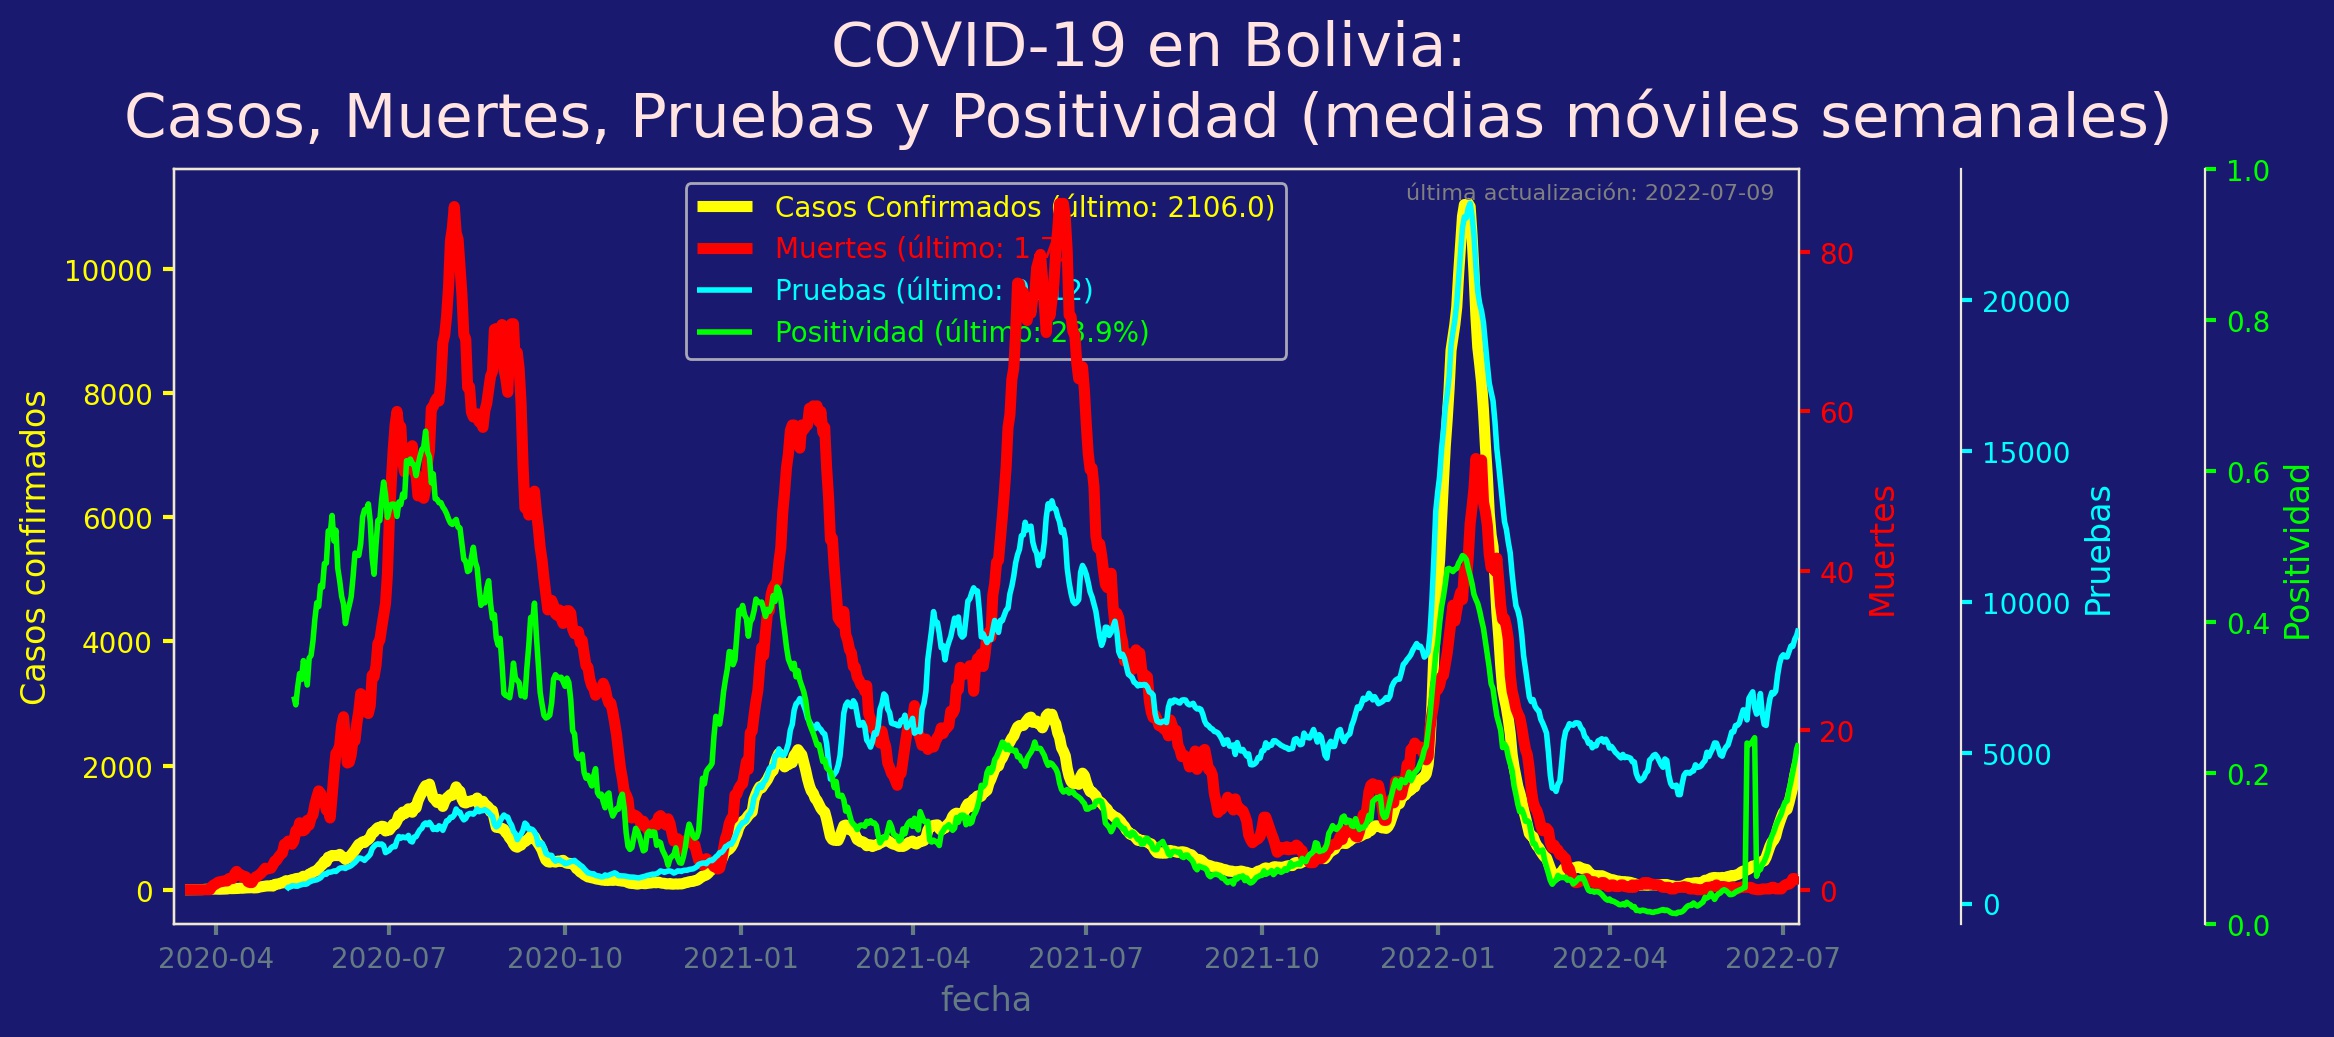 COVID-19 en Bolivia:
Casos, Muertes, Pruebas y Positividad (medias móviles semanales)
última actualización: 2022-07-09
Casos Confirmados (último: 2106.0)
Muertes (último:
Pruebas (último:
Positividad (último: 23.9%)
Casos confirmados
10000
8000
6000
4000
2000
0
80
60
40
20
0
Muertes
20000
15000
10000
5000
0
Pruebas
1.0
0.8
0.6
0.4
0.2
0.0
Positividad
2020-04 2020-07 2020-10 2021-01 2021-04 2021-07 2021-10 2022-01 2022-04 2022-07
fecha